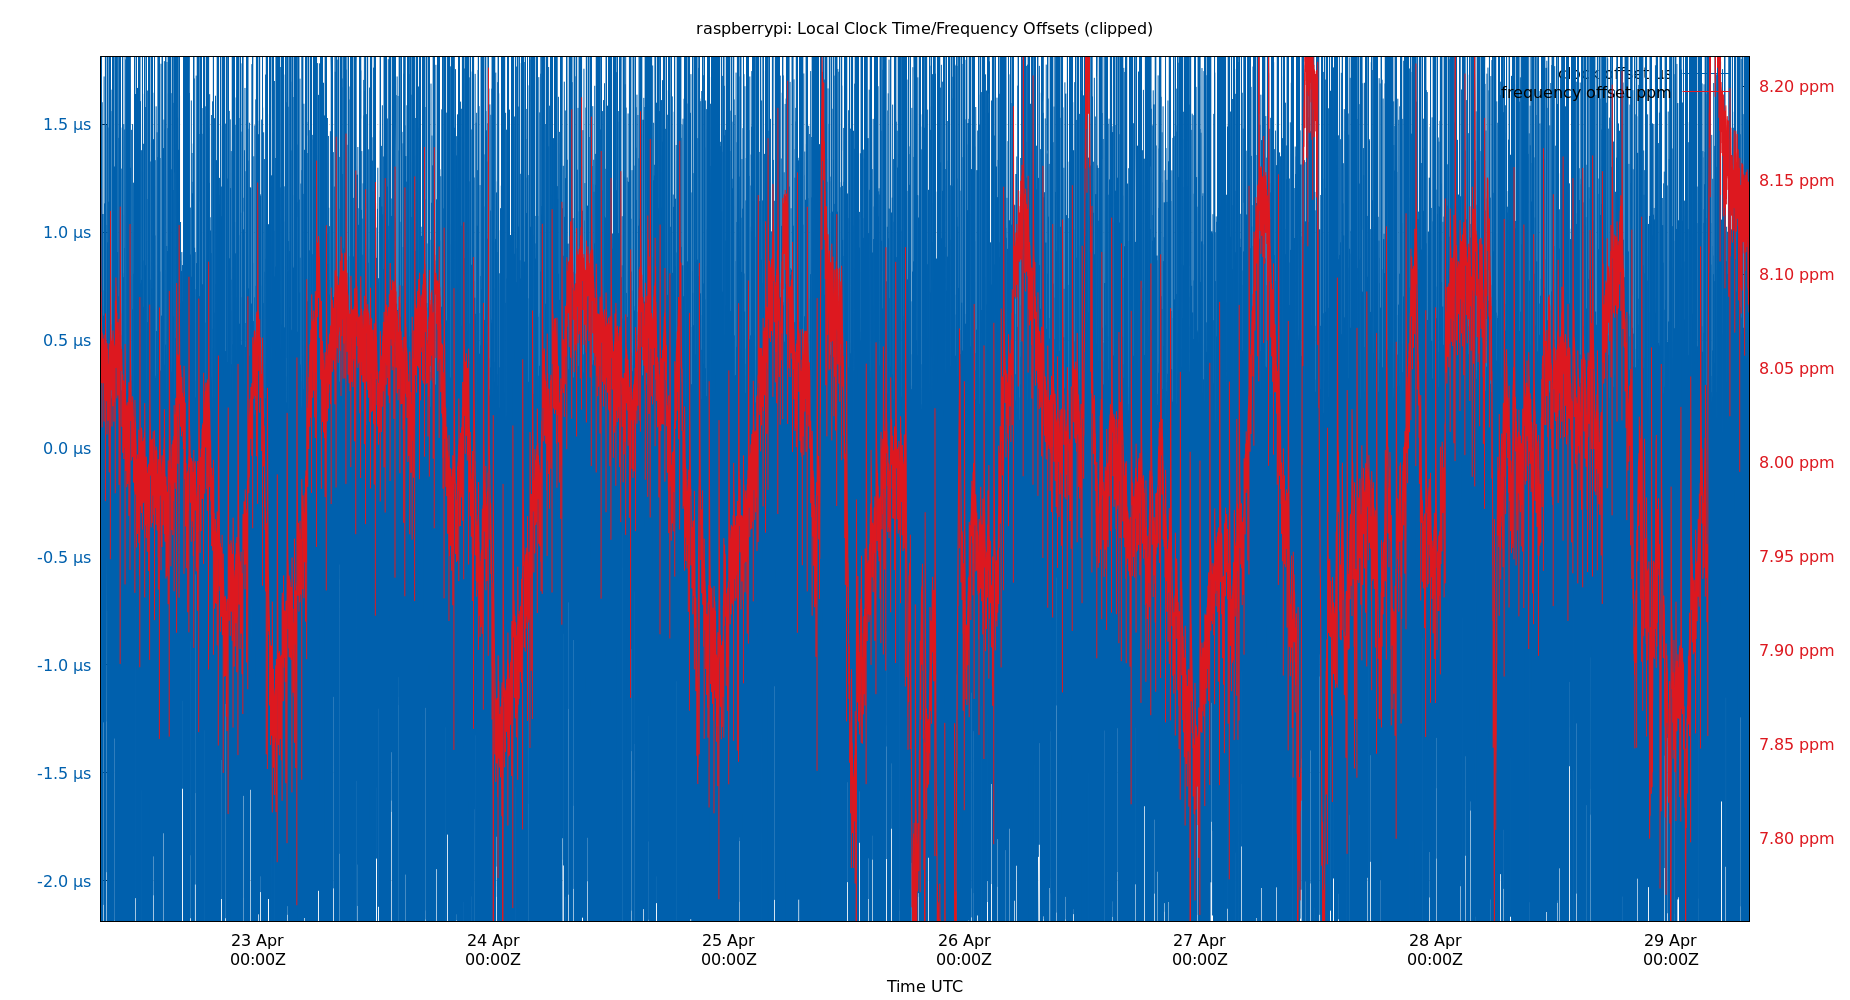 raspberrypi: Local Clock Time/Frequency Offsets (clipped)
clock offset µs
frequency offset ppm
1.5 µs
1.0 µs
0.5 µs
0.0 µs
-0.5 µs
-1.0 µs
-1.5 µs
-2.0 µs
8.20 ppm
8.15 ppm
8.10 ppm
8.05 ppm
8.00 ppm
7.95 ppm
7.90 ppm
7.85 ppm
7.80 ppm
23 Apr 24 Apr 25 Apr 26 Apr 27 Apr 28 Apr 29 Apr
00:00Z 00:00Z 00:00Z 00:00Z 00:00Z 00:00Z 00:00Z
Time UTC